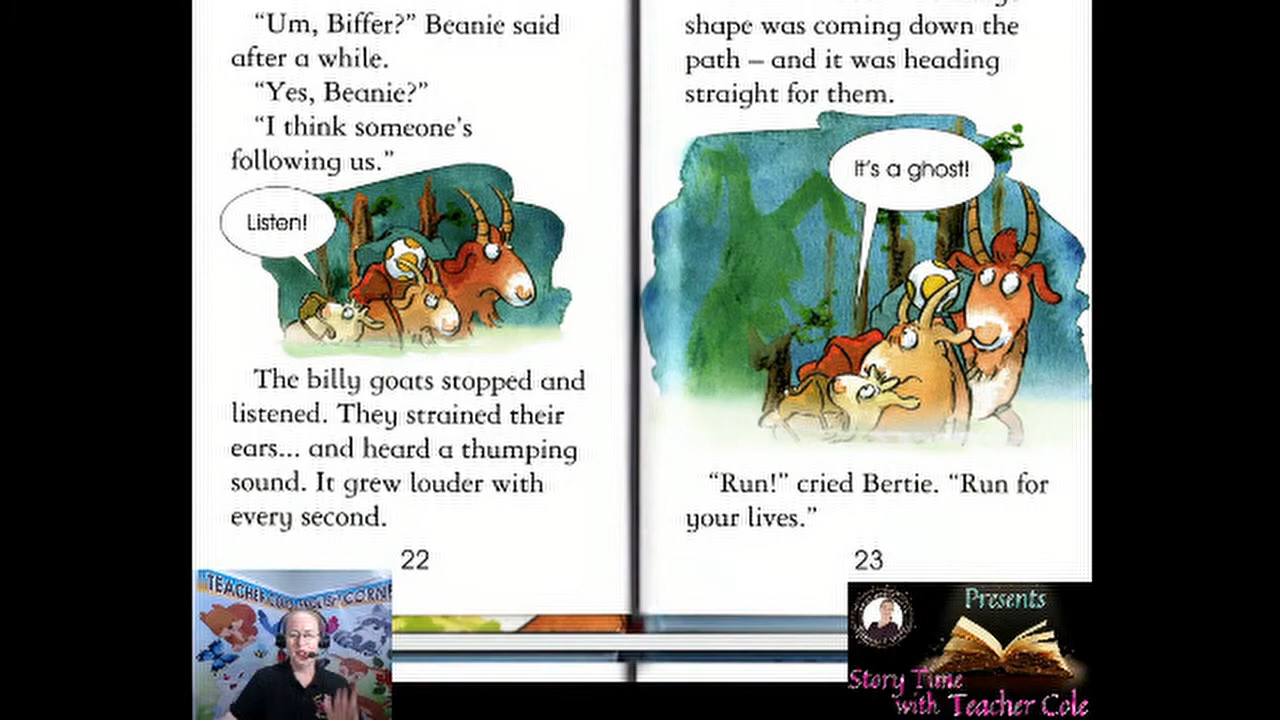 “Um, Biffer?” Beanie said
after a while.
“Yes, Beanie?”
“I think someone’s
following us.”
Listen!
The billy goats stopped and
listened. They strained their
ears... and heard a thumping
sound. It grew louder with
every second.
22
shape was coming down the
path – and it was heading
straight for them.
It’s a ghost!
“Run!” cried Bertie. “Run for
your lives.”
23
TEACHER
Presents
Story Time
with Teacher Cole